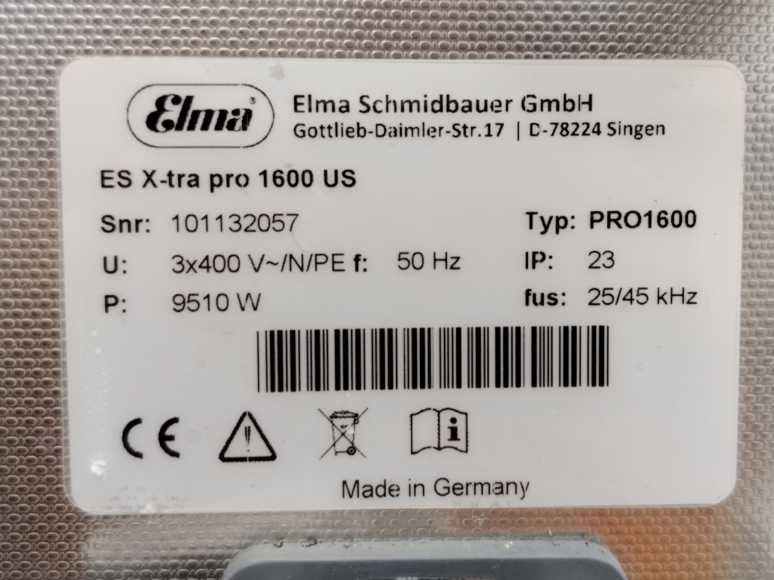 Elma®
Elma Schmidbauer GmbH
Gottlieb-Daimler-Str.17 | D-78224 Singen
ES X-tra pro 1600 US
Snr: 101132057 Typ: PRO1600
U: 3x400 V~/N/PE f: 50 Hz IP: 23
P: 9510 W fus: 25/45 kHz
CE
Made in Germany